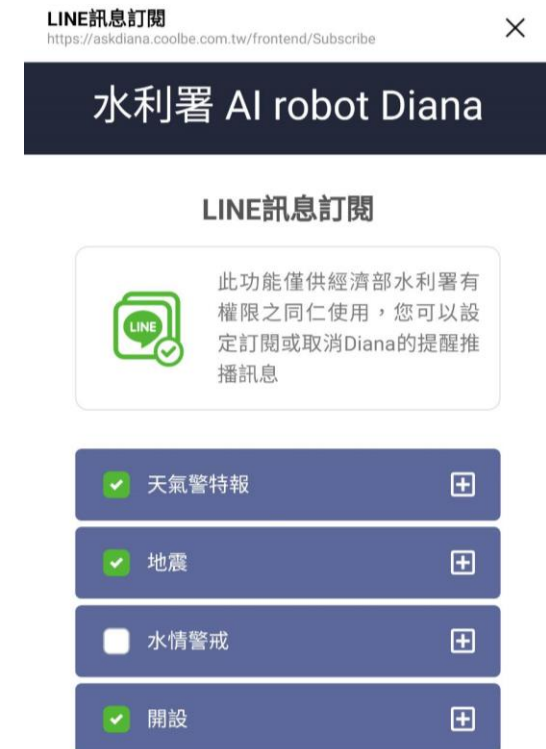 LINE訊息訂閱
https://askdiana.coolbe.com.tw/frontend/Subscribe
水利署 AI robot Diana
LINE訊息訂閱
LINE
此功能僅供經濟部水利署有
權限之同仁使用，您可以設
定訂閱或取消Diana的提醒推
播訊息
天氣警特報
地震
水情警戒
開設